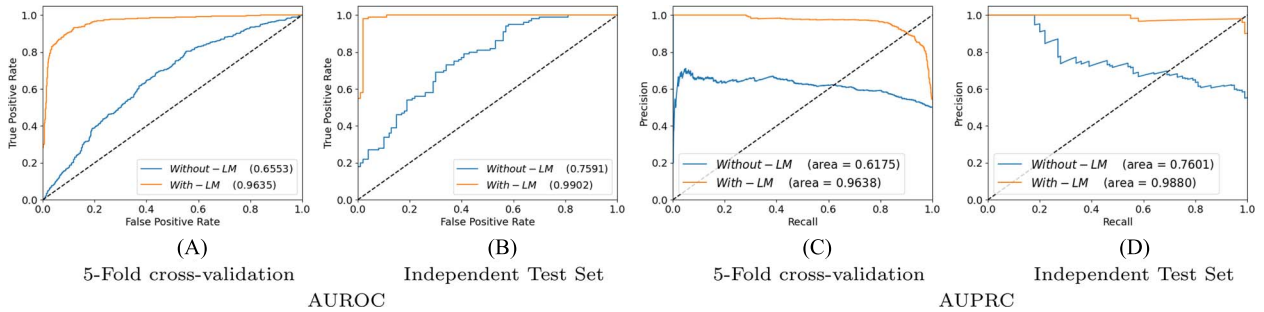 1.0
0.8
0.6
0.4
0.2
0.0
True Positive Rate
Without − LM (0.6553)
With − LM (0.9635)
0.0 0.2 0.4 0.6 0.8 1.0
False Positive Rate
(A)
5-Fold cross-validation
1.0
0.8
0.6
0.4
0.2
0.0
True Positive Rate
Without − LM (0.7591)
With − LM (0.9902)
0.0 0.2 0.4 0.6 0.8 1.0
False Positive Rate
(B)
Independent Test Set
AUROC
1.0
0.8
0.6
0.4
0.2
0.0
Precision
Without − LM (area = 0.6175)
With − LM (area = 0.9638)
0.0 0.2 0.4 0.6 0.8 1.0
Recall
(C)
5-Fold cross-validation
1.0
0.8
0.6
0.4
0.2
0.0
Precision
Without − LM (area = 0.7601)
With − LM (area = 0.9880)
0.0 0.2 0.4 0.6 0.8 1.0
Recall
(D)
Independent Test Set
AUPRC